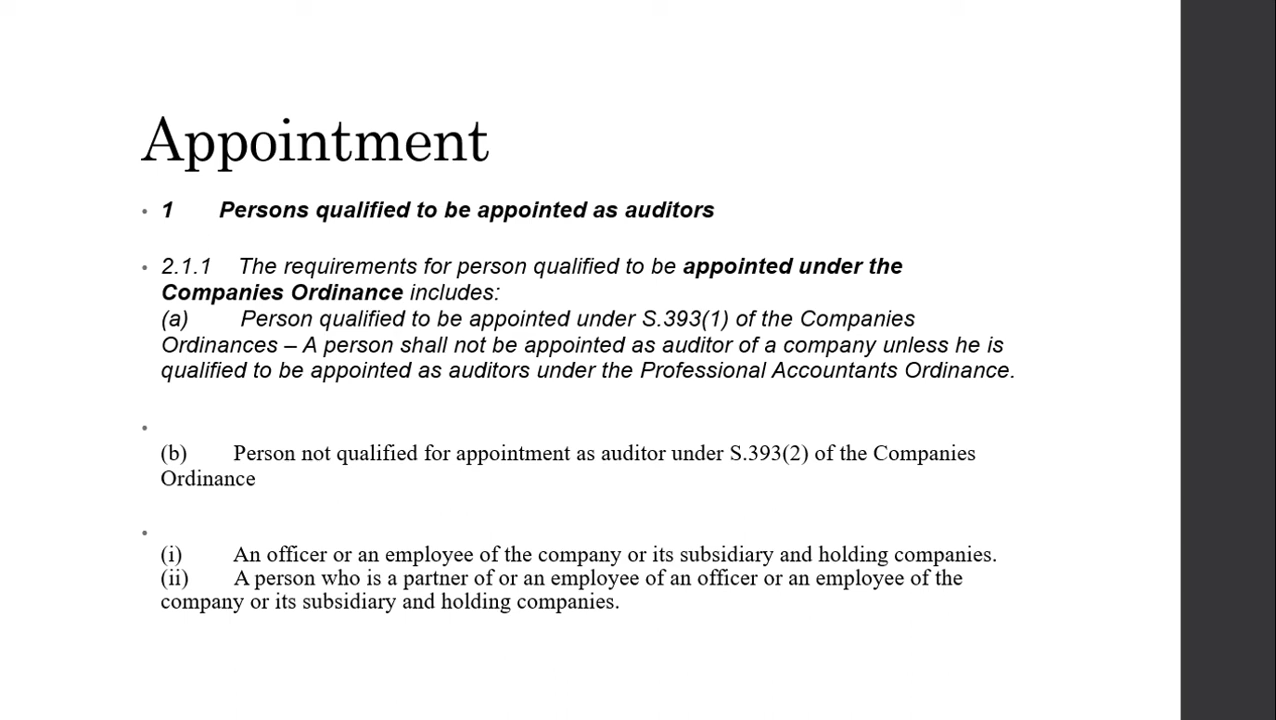 Appointment
• 1 Persons qualified to be appointed as auditors
• 2.1.1 The requirements for person qualified to be appointed under the
Companies Ordinance includes:
(a) Person qualified to be appointed under S.393(1) of the Companies
Ordinances – A person shall not be appointed as auditor of a company unless he is
qualified to be appointed as auditors under the Professional Accountants Ordinance.
•
(b) Person not qualified for appointment as auditor under S.393(2) of the Companies
Ordinance
•
(i) An officer or an employee of the company or its subsidiary and holding companies.
(ii) A person who is a partner of or an employee of an officer or an employee of the
company or its subsidiary and holding companies.